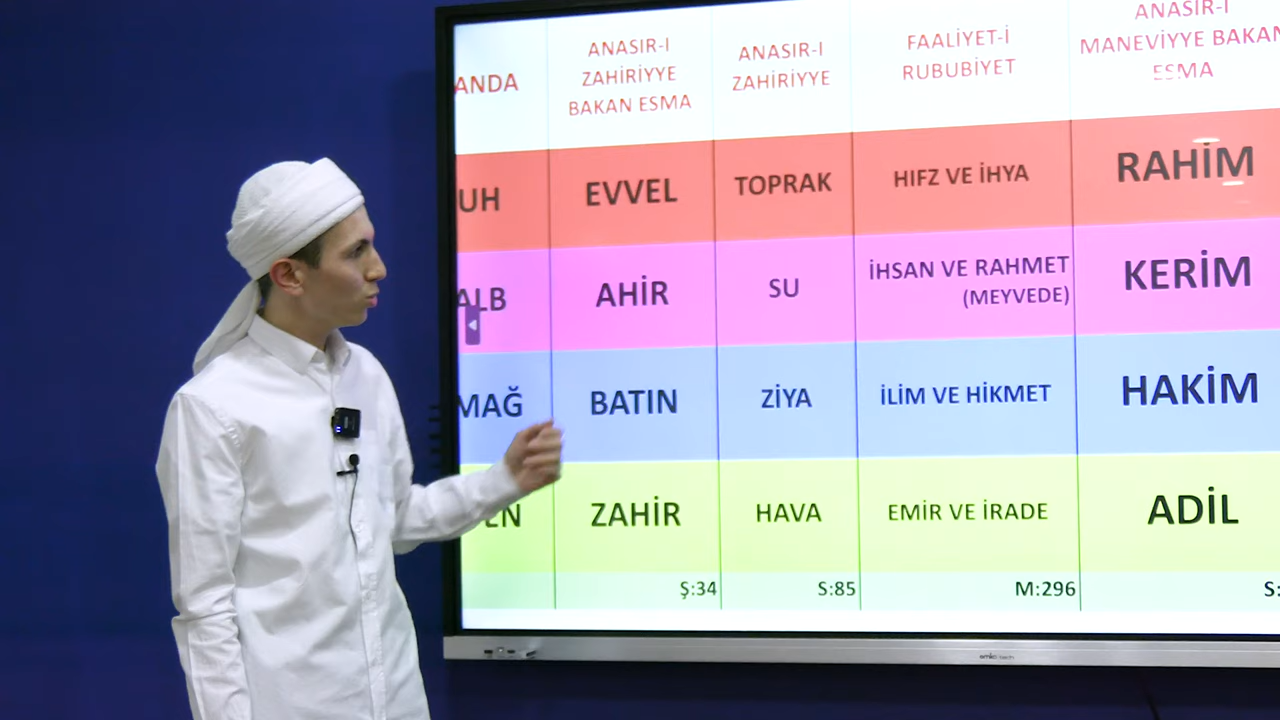 ANDA
ANASIR-I
ZAHİRİYYE
BAKAN ESMA
ANASIR-I
ZAHİRİYYE
FAALİYET-İ
RUBUBİYET
ANASIR-I
MANEVİYYE BAKAN
ESMA
UH EVVEL TOPRAK HIFZ VE İHYA RAHİM
ALB AHİR SU İHSAN VE RAHMET
(MEYVEDE) KERİM
MAĞ BATIN ZİYA İLİM VE HİKMET HAKİM
EN ZAHİR HAVA EMİR VE İRADE ADİL
Ş:34 S:85 M:296 S: